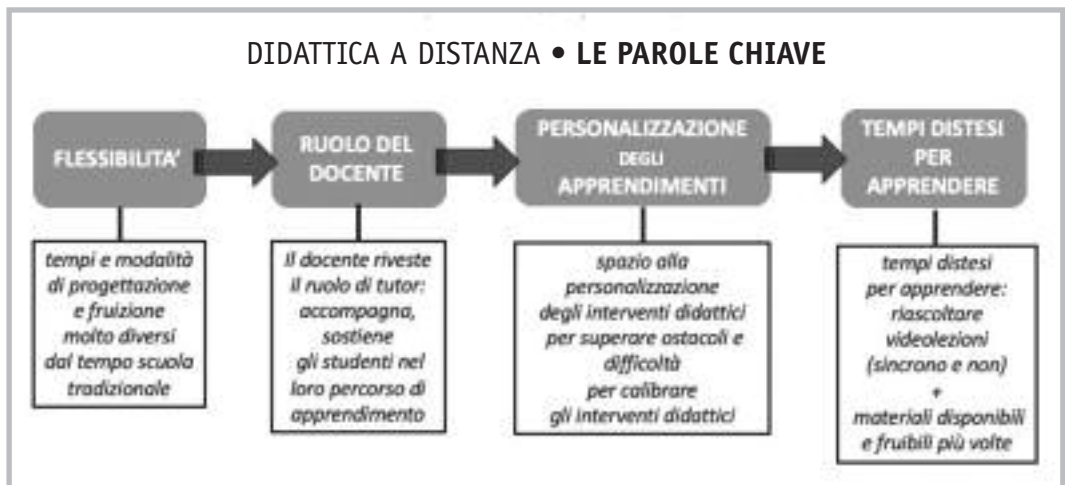 DIDATTICA A DISTANZA • LE PAROLE CHIAVE
FLESSIBILITA'
tempi e modalità
di progettazione
e fruizione
molto diversi
dal tempo scuola
tradizionale
RUOLO DEL
DOCENTE
Il docente riveste
il ruolo di tutor:
accompagna,
sostiene
gli studenti nel
loro percorso di
apprendimento
PERSONALIZZAZIONE
DEGLI
APPRENDIMENTI
spazio alla
personalizzazione
degli interventi didattici
per superare ostacoli e
difficoltà
per calibrare
gli interventi didattici
TEMPI DISTESI
PER
APPRENDERE
tempi distesi
per apprendere:
riascoltare
videolezioni
(sincrono e non)
+
materiali disponibili
e fruibili più volte